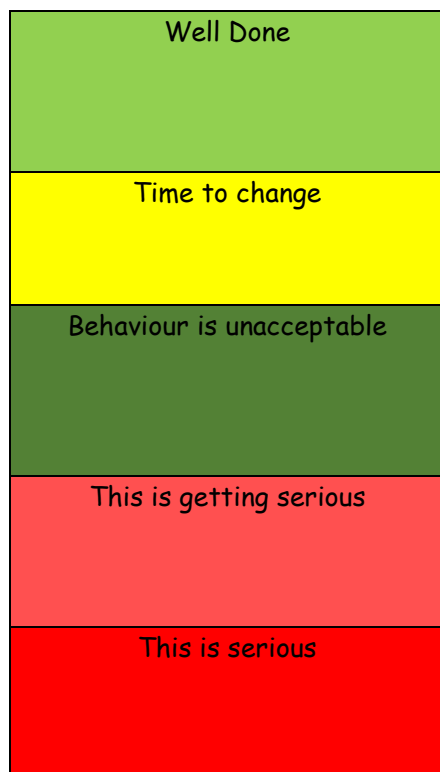 Well Done
Time to change
Behaviour is unacceptable
This is getting serious
This is serious